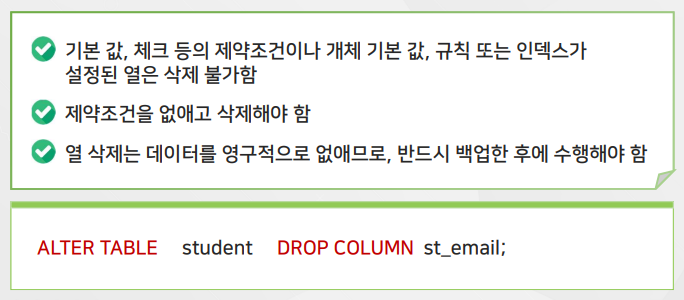 기본 값, 체크 등의 제약조건이나 개체 기본 값, 규칙 또는 인덱스가
설정된 열은 삭제 불가함
제약조건을 없애고 삭제해야 함
열 삭제는 데이터를 영구적으로 없애므로, 반드시 백업한 후에 수행해야 함
ALTER TABLE student DROP COLUMN st_email;